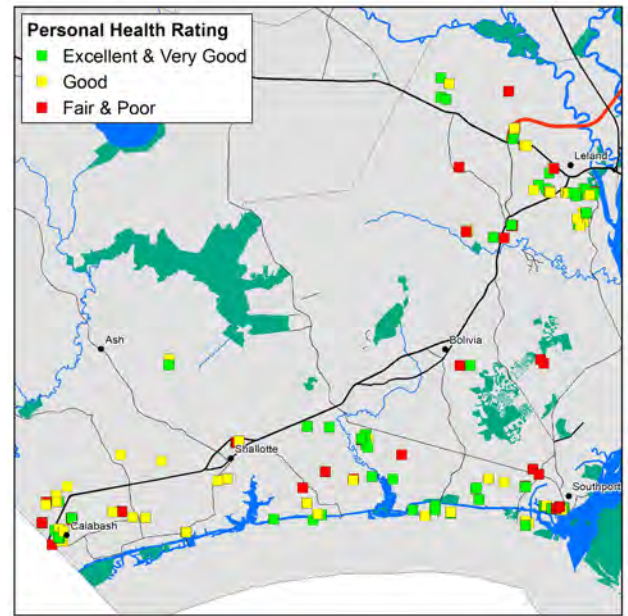 Personal Health Rating
Excellent & Very Good
Good
Fair & Poor
Leland
Ash
Bolivia
Shallotte
Southport
Calabash